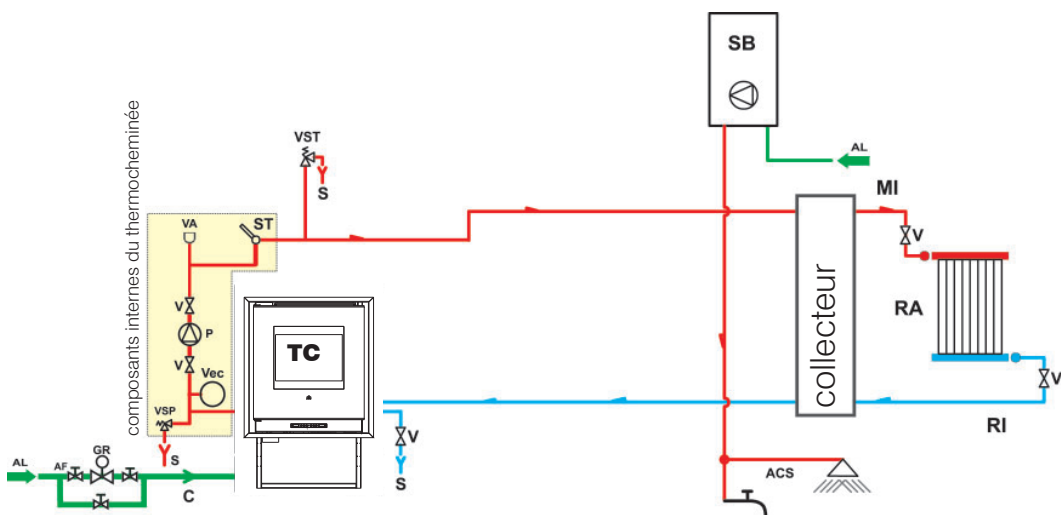 composants internes du thermocheminée
VA
ST
VST
S
V
P
V
Vec
VSP
S
AL
AF
GR
C
TC
V
S
SB
AL
MI
V
collecteur
RA
V
RI
ACS